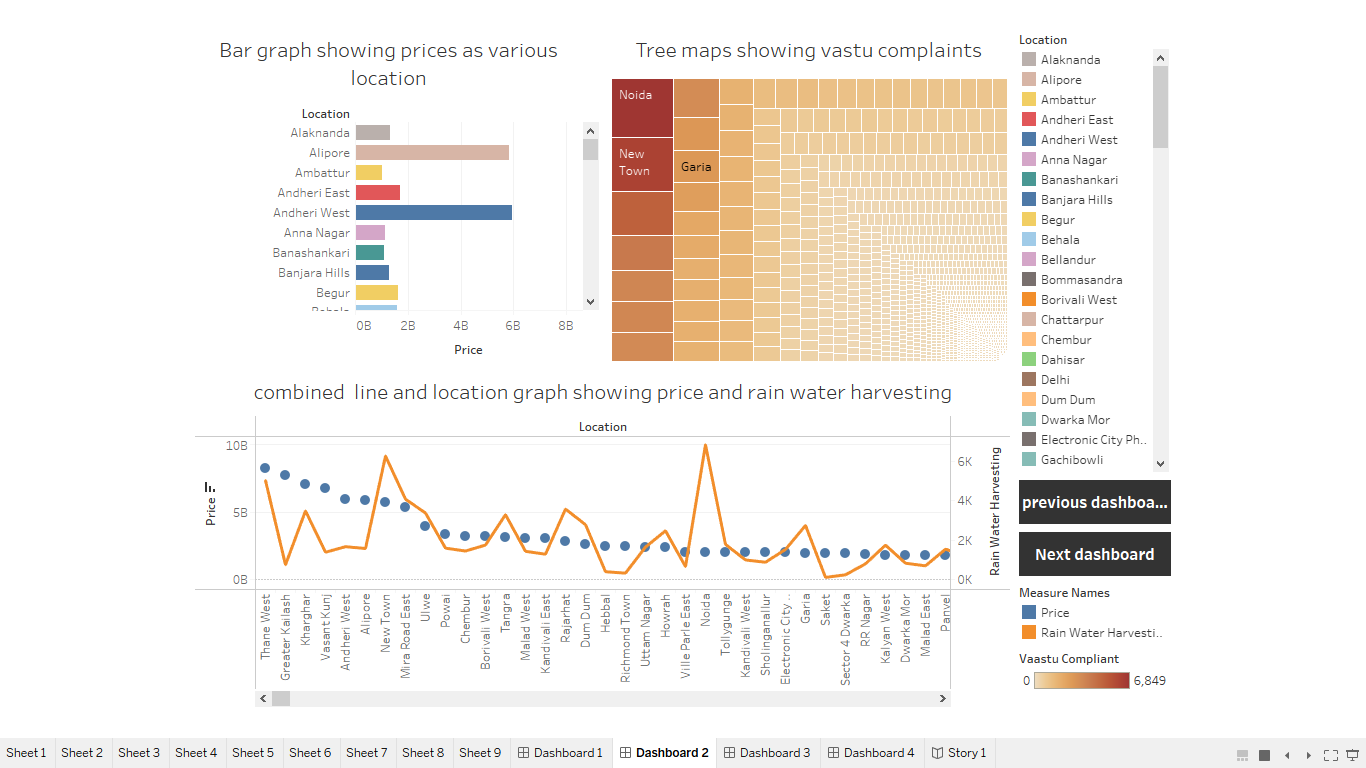 Bar graph showing prices as various
location
Location
Alaknanda
Alipore
Ambattur
Andheri East
Andheri West
Anna Nagar
Banashankari
Banjara Hills
Begur
0B 2B 4B 6B 8B
Price
Tree maps showing vastu complaints
Noida
New
Town
Garia
Location
Alaknanda
Alipore
Ambattur
Andheri East
Andheri West
Anna Nagar
Banashankari
Banjara Hills
Begur
Behala
Bellandur
Bommasandra
Borivali West
Chattarpur
Chembur
Dahisar
Delhi
Dum Dum
Dwarka Mor
Electronic City Ph..
Gachibowli
previous dashboa...
Next dashboard
Measure Names
Price
Rain Water Harvesti..
Vaastu Compliant
0 6,849
combined  line and location graph showing price and rain water harvesting
Location
Price
10B
5B
0B
6K
4K
2K
0K
Rain Water Harvesting
Thane West
Greater Kailash
Kharghar
Vasant Kunj
Andheri West
Alipore
New Town
Mira Road East
Ulwe
Powai
Chembur
Borivali West
Tangra
Malad West
Kandivali East
Rajarhat
Dum Dum
Hebbal
Richmond Town
Uttam Nagar
Howrah
Ville Parle East
Noida
Tollygunge
Kandivali West
Sholinganallur
Electronic City ..
Garia
Saket
Sector 4 Dwarka
RR Nagar
Kalyan West
Dwarka Mor
Malad East
Panvel
Sheet 1 Sheet 2 Sheet 3 Sheet 4 Sheet 5 Sheet 6 Sheet 7 Sheet 8 Sheet 9 Dashboard 1 Dashboard 2 Dashboard 3 Dashboard 4 Story 1